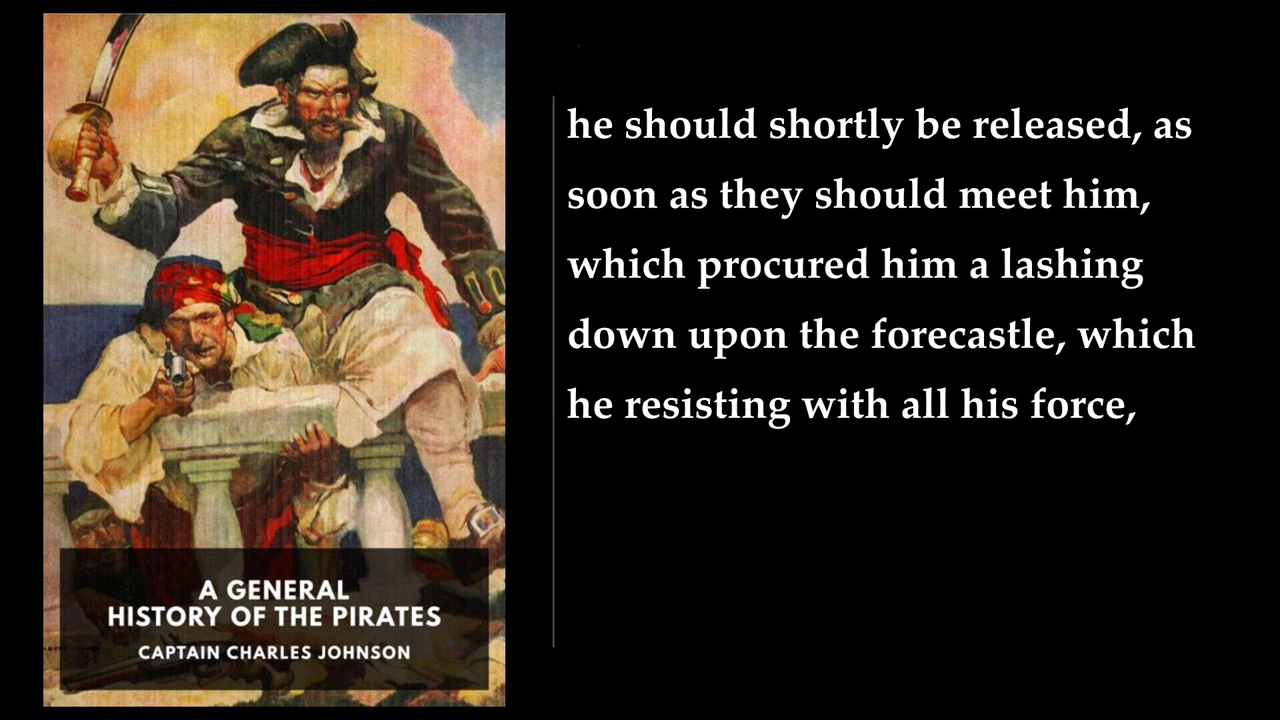 A GENERAL
HISTORY OF THE PIRATES
CAPTAIN CHARLES JOHNSON
he should shortly be released, as
soon as they should meet him,
which procured him a lashing
down upon the forecastle, which
he resisting with all his force,